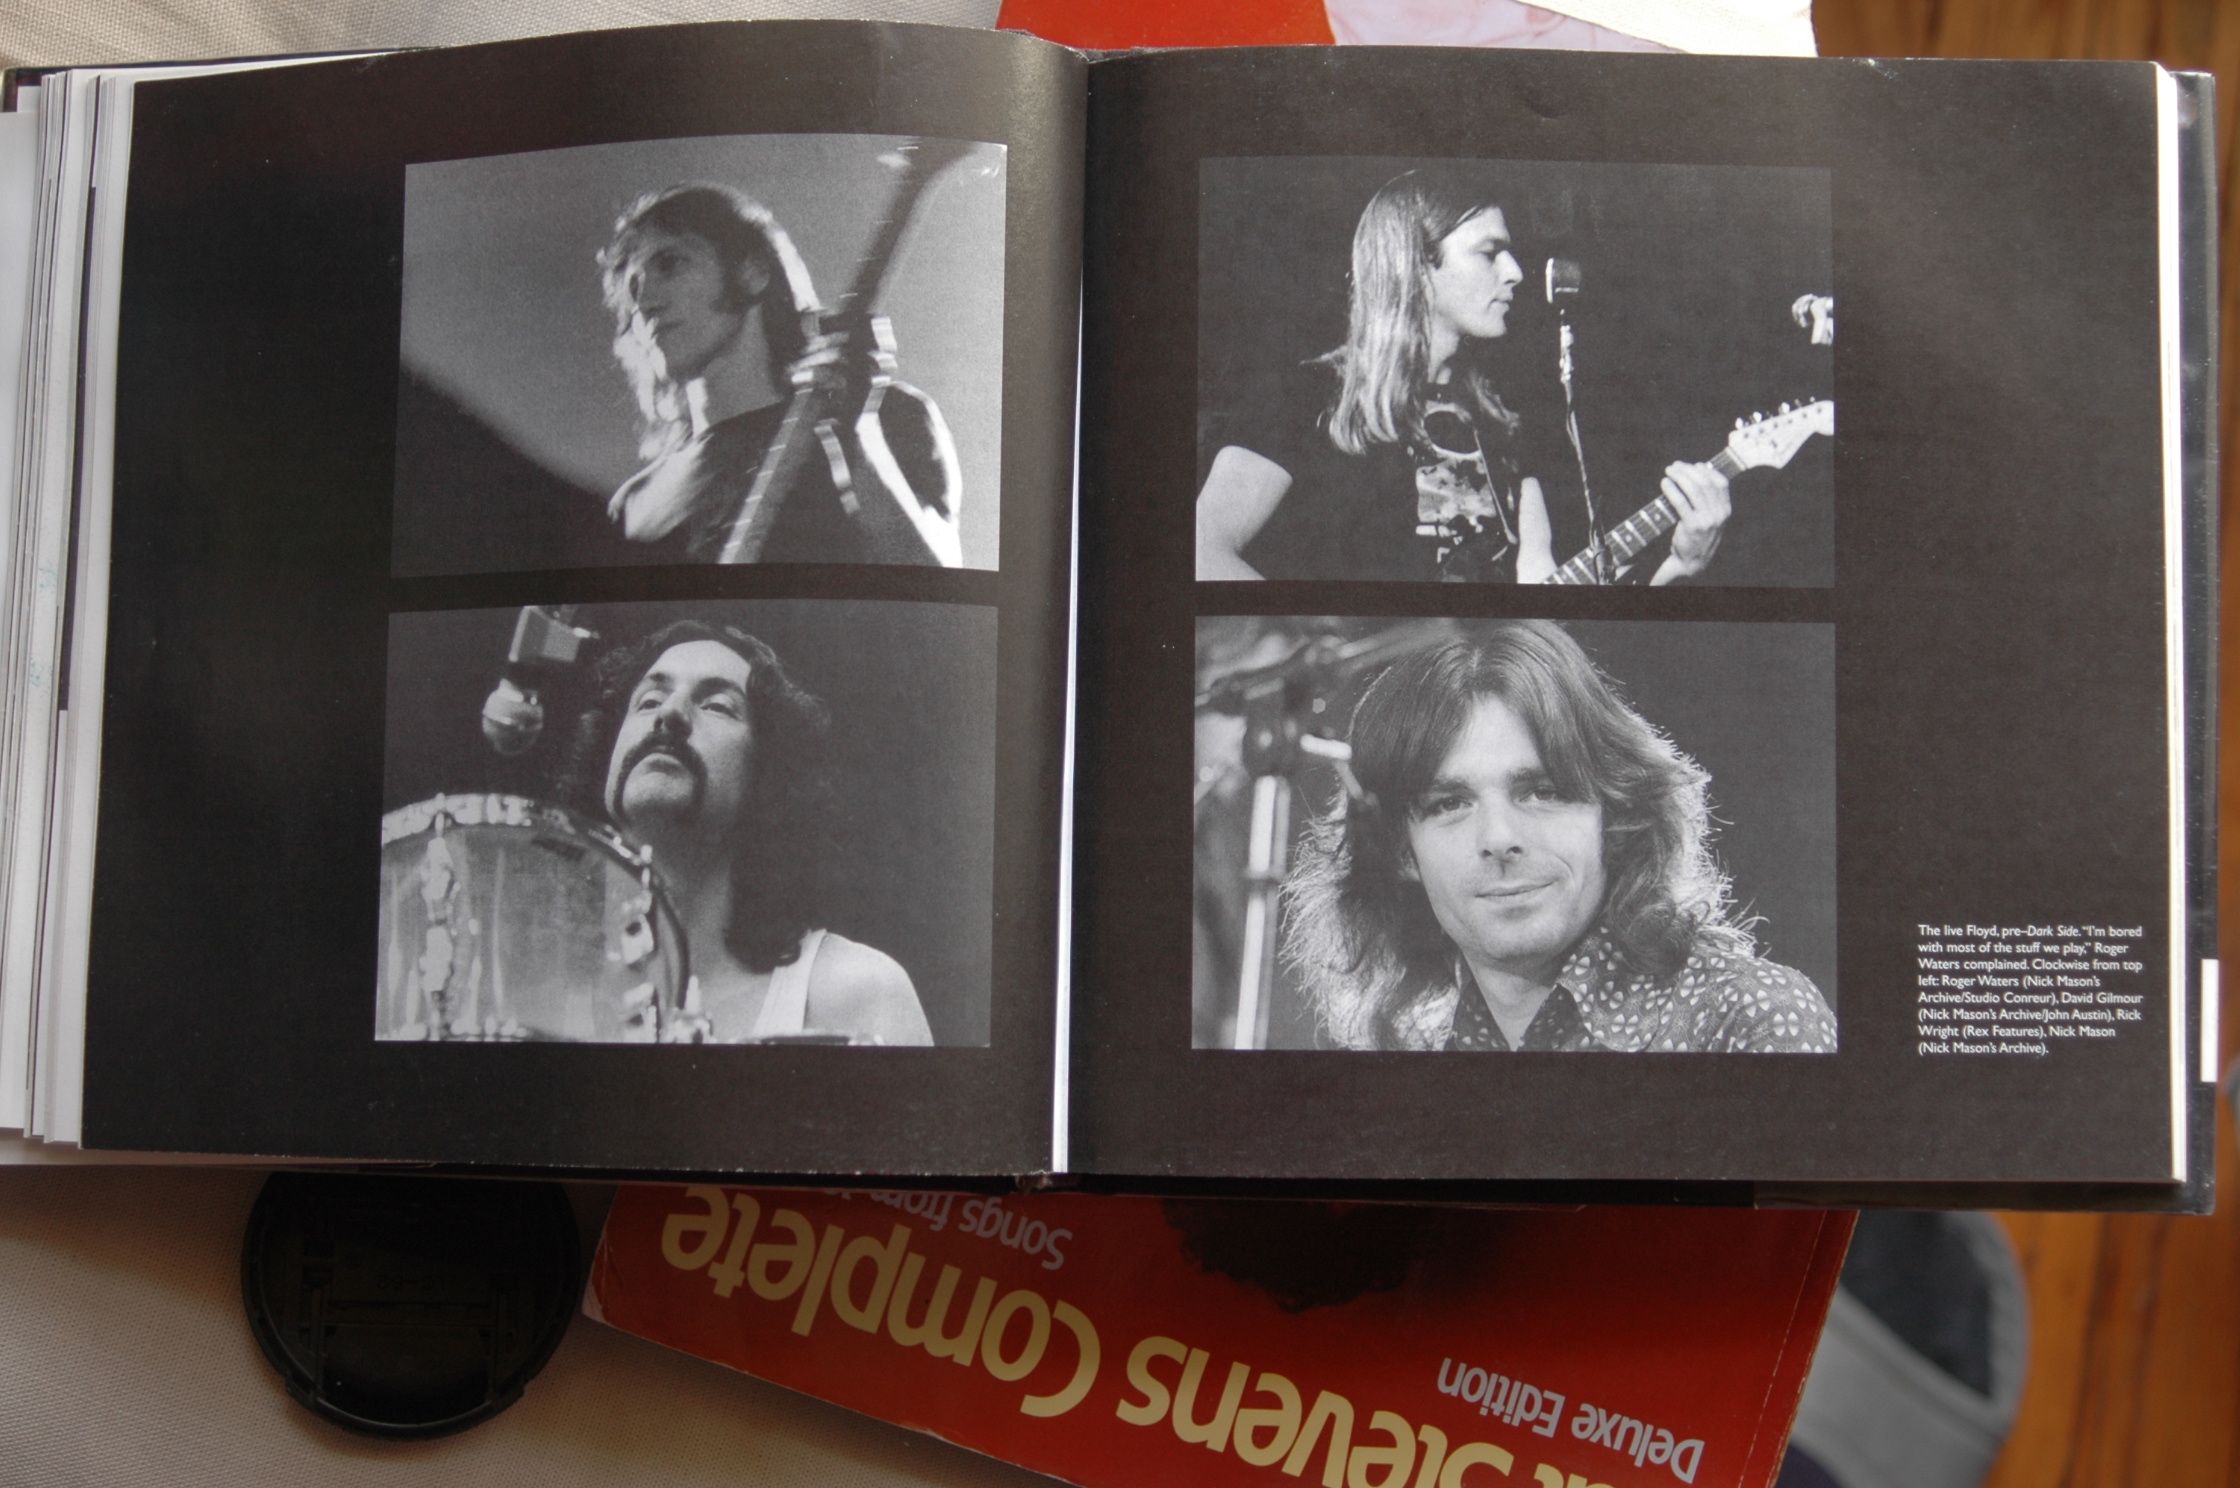 The live Floyd, pre–Dark Side. "I'm bored
with most of the stuff we play," Roger
Waters complained. Clockwise from top
left: Roger Waters (Nick Mason's
Archive/Studio Conreur), David Gilmour
(Nick Mason's Archive/John Austin), Rick
Wright (Rex Features), Nick Mason
(Nick Mason's Archive).
Deluxe Edition
Stevens Complete
Songs from